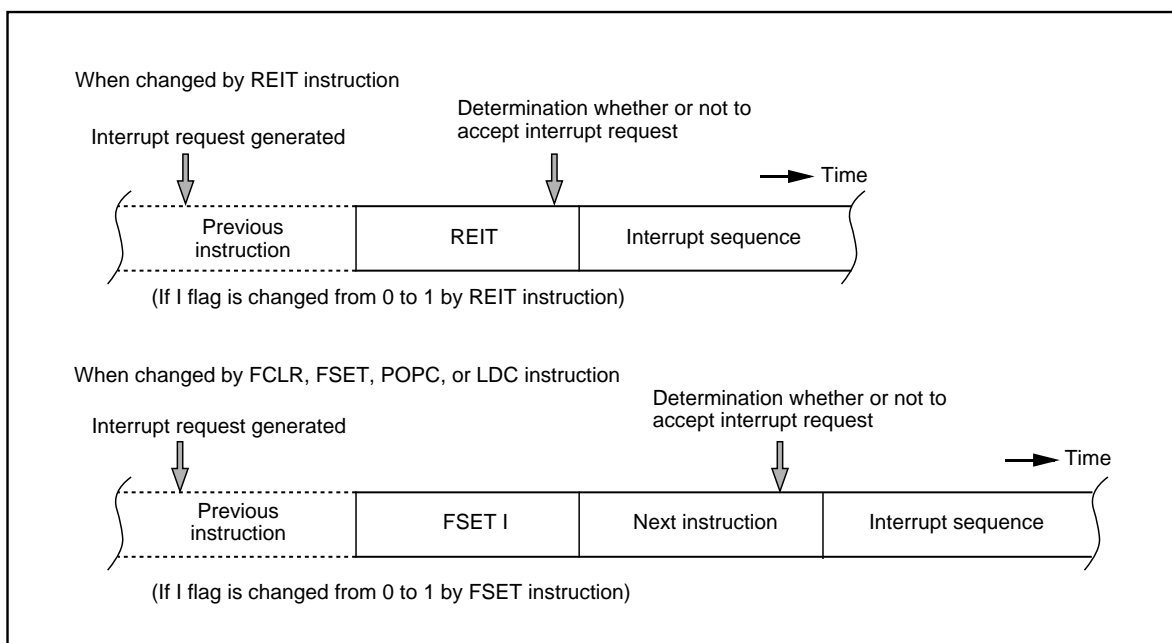 When changed by REIT instruction
Interrupt request generated
Determination whether or not to
accept interrupt request
Time
Previous
instruction
REIT
Interrupt sequence
(If I flag is changed from 0 to 1 by REIT instruction)
When changed by FCLR, FSET, POPC, or LDC instruction
Interrupt request generated
Determination whether or not to
accept interrupt request
Time
Previous
instruction
FSET I
Next instruction
Interrupt sequence
(If I flag is changed from 0 to 1 by FSET instruction)